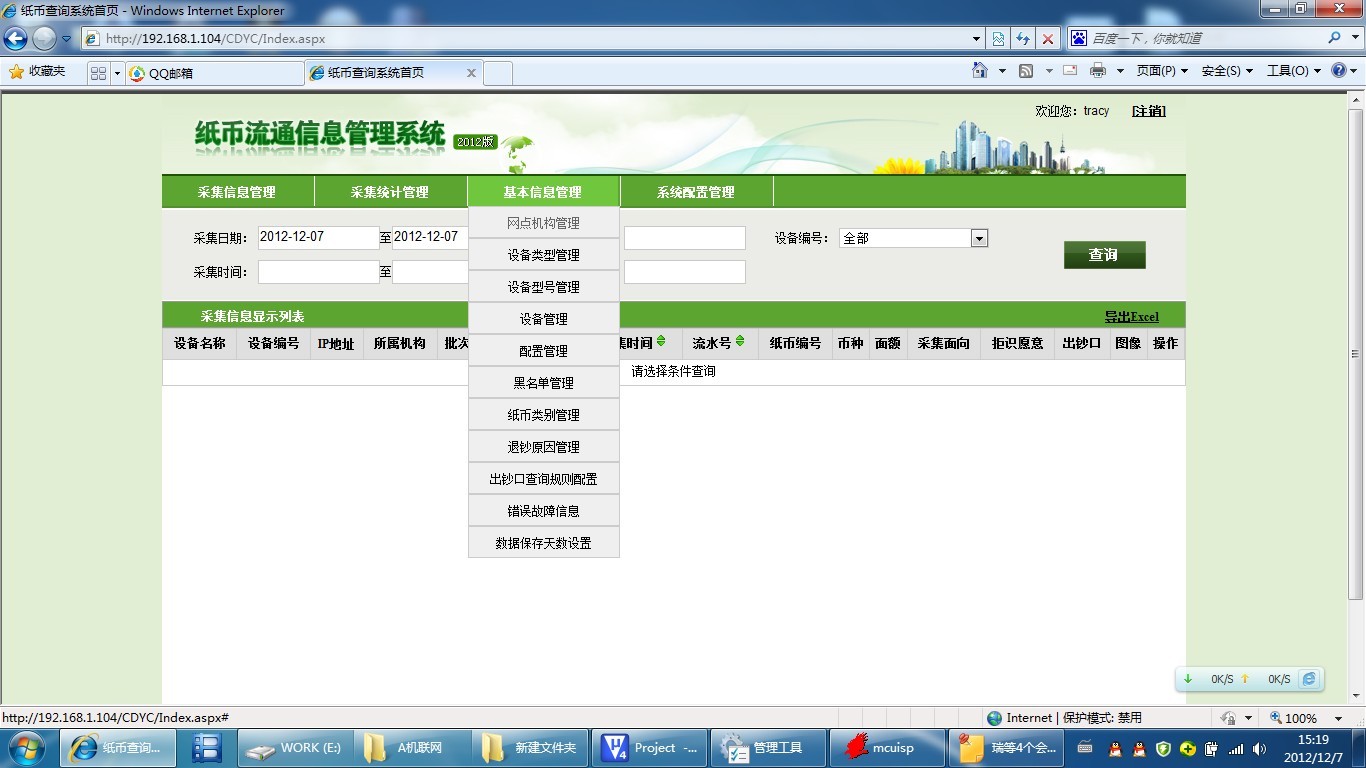 纸币查询系统首页 - Windows Internet Explorer
http://192.168.1.104/CDYC/Index.aspx
百度一下，你就知道
收藏夹
QQ邮箱
纸币查询系统首页
页面(P)
安全(S)
工具(O)
欢迎您：tracy [注销]
纸币流通信息管理系统 2012版
采集信息管理
采集统计管理
基本信息管理
系统配置管理
网点机构管理
设备类型管理
设备型号管理
设备管理
配置管理
黑名单管理
纸币类别管理
退钞原因管理
出钞口查询规则配置
错误故障信息
数据保存天数设置
采集日期： 2012-12-07 至 2012-12-07
设备编号： 全部
采集时间： 至
查询
采集信息显示列表
导出Excel
设备名称 设备编号 IP地址 所属机构 批次 集时间 流水号 纸币编号 币种 面额 采集面向 拒识原意 出钞口 图像 操作
请选择条件查询
0K/S 0K/S
http://192.168.1.104/CDYC/Index.aspx#
Internet | 保护模式: 禁用
100%
纸币查询...
WORK (E:)
A机联网
新建文件夹
V4
Project -...
管理工具
mcuisp
瑞等4个会...
15:19
2012/12/7